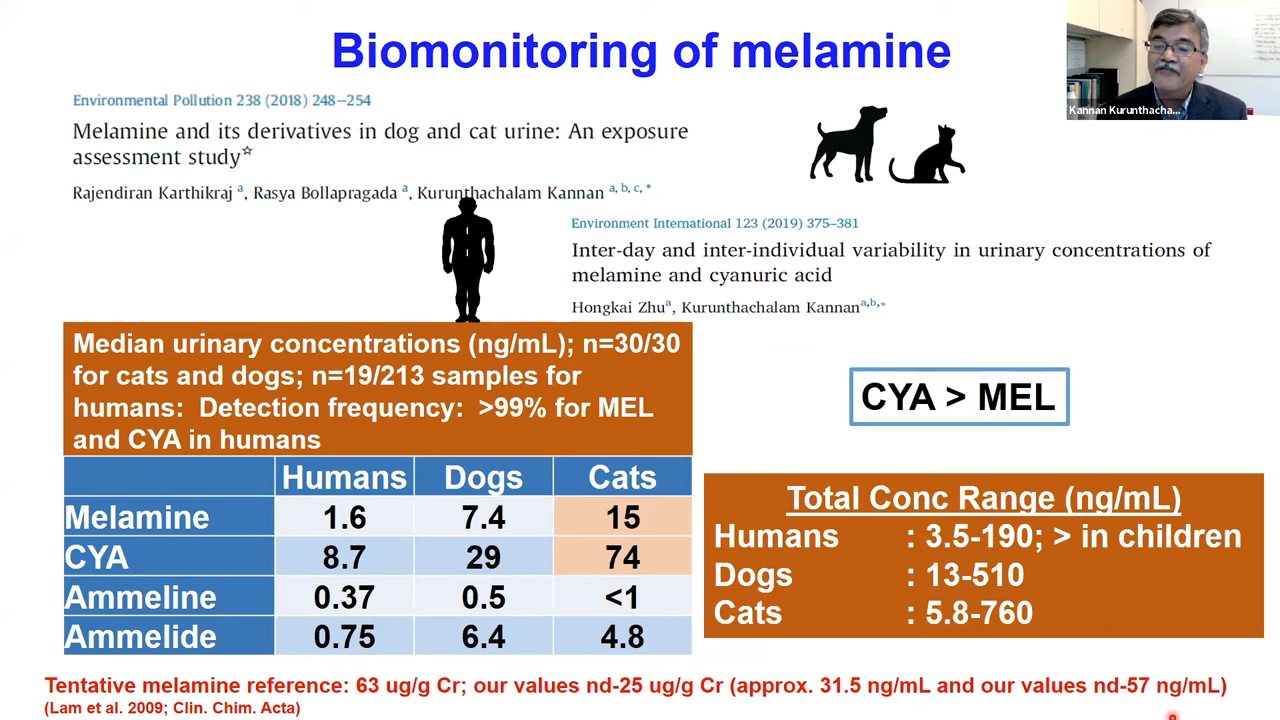 Biomonitoring of melamine
Kannan Kurunthacha...
Environmental Pollution 238 (2018) 248–254
Melamine and its derivatives in dog and cat urine: An exposure
assessment study☆
Rajendiran Karthikraj a, Rasya Bollapragada a, Kurunthachalam Kannan a, b, c, *
Environment International 123 (2019) 375–381
Inter-day and inter-individual variability in urinary concentrations of
melamine and cyanuric acid
Hongkai Zhua, Kurunthachalam Kannana,b,*
Median urinary concentrations (ng/mL); n=30/30
for cats and dogs; n=19/213 samples for
humans: Detection frequency: >99% for MEL
and CYA in humans
Humans Dogs Cats
Melamine 1.6 7.4 15
CYA 8.7 29 74
Ammeline 0.37 0.5 <1
Ammelide 0.75 6.4 4.8
CYA > MEL
Total Conc Range (ng/mL)
Humans : 3.5-190; > in children
Dogs : 13-510
Cats : 5.8-760
Tentative melamine reference: 63 ug/g Cr; our values nd-25 ug/g Cr (approx. 31.5 ng/mL and our values nd-57 ng/mL)
(Lam et al. 2009; Clin. Chim. Acta)